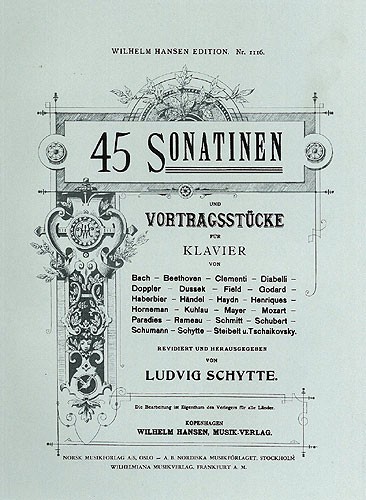 WILHELM HANSEN EDITION. Nr. 1116.
45 SONATINEN
UND
VORTRAGSSTÜCKE
FÜR
KLAVIER
VON
Bach – Beethoven – Clementi – Diabelli –
Doppler – Dussek – Field – Godard –
Haberbier – Händel – Haydn – Henriques –
Horneman – Kuhlau – Mayer – Mozart –
Paradies – Rameau – Schmitt – Schubert –
Schumann – Schytte – Steibelt u. Tschaikovsky.
REVIDIERT UND HERAUSGEGEBEN
VON
LUDVIG SCHYTTE.
Die Bearbeitung ist Eigenthum des Verlegers für alle Länder.
KOPENHAGEN
WILHELM HANSEN, MUSIK-VERLAG.
NORSK MUSIKFORLAG A.S, OSLO – A. B. NORDISKA MUSIKFÖRLAGET, STOCKHOLM
WILHELMIANA MUSIKVERLAG, FRANKFURT A. M.